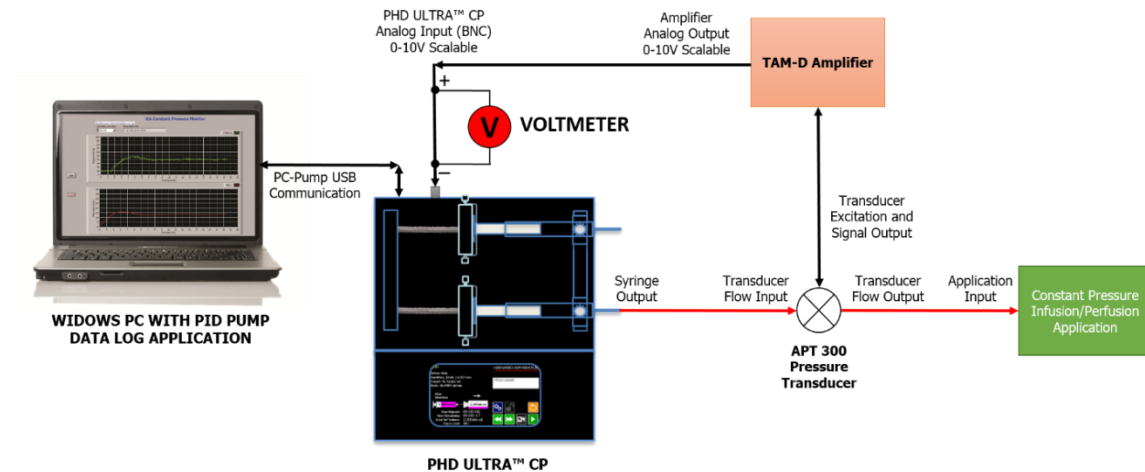 PHD ULTRA™ CP
Analog Input (BNC)
0-10V Scalable
Amplifier
Analog Output
0-10V Scalable
TAM-D Amplifier
+
V
VOLTMETER
−
PC-Pump USB
Communication
Transducer
Excitation and
Signal Output
Syringe
Output
Transducer
Flow Input
Transducer
Flow Output
Application
Input
Constant Pressure
Infusion/Perfusion
Application
APT 300
Pressure
Transducer
WIDOWS PC WITH PID PUMP
DATA LOG APPLICATION
PHD ULTRA™ CP